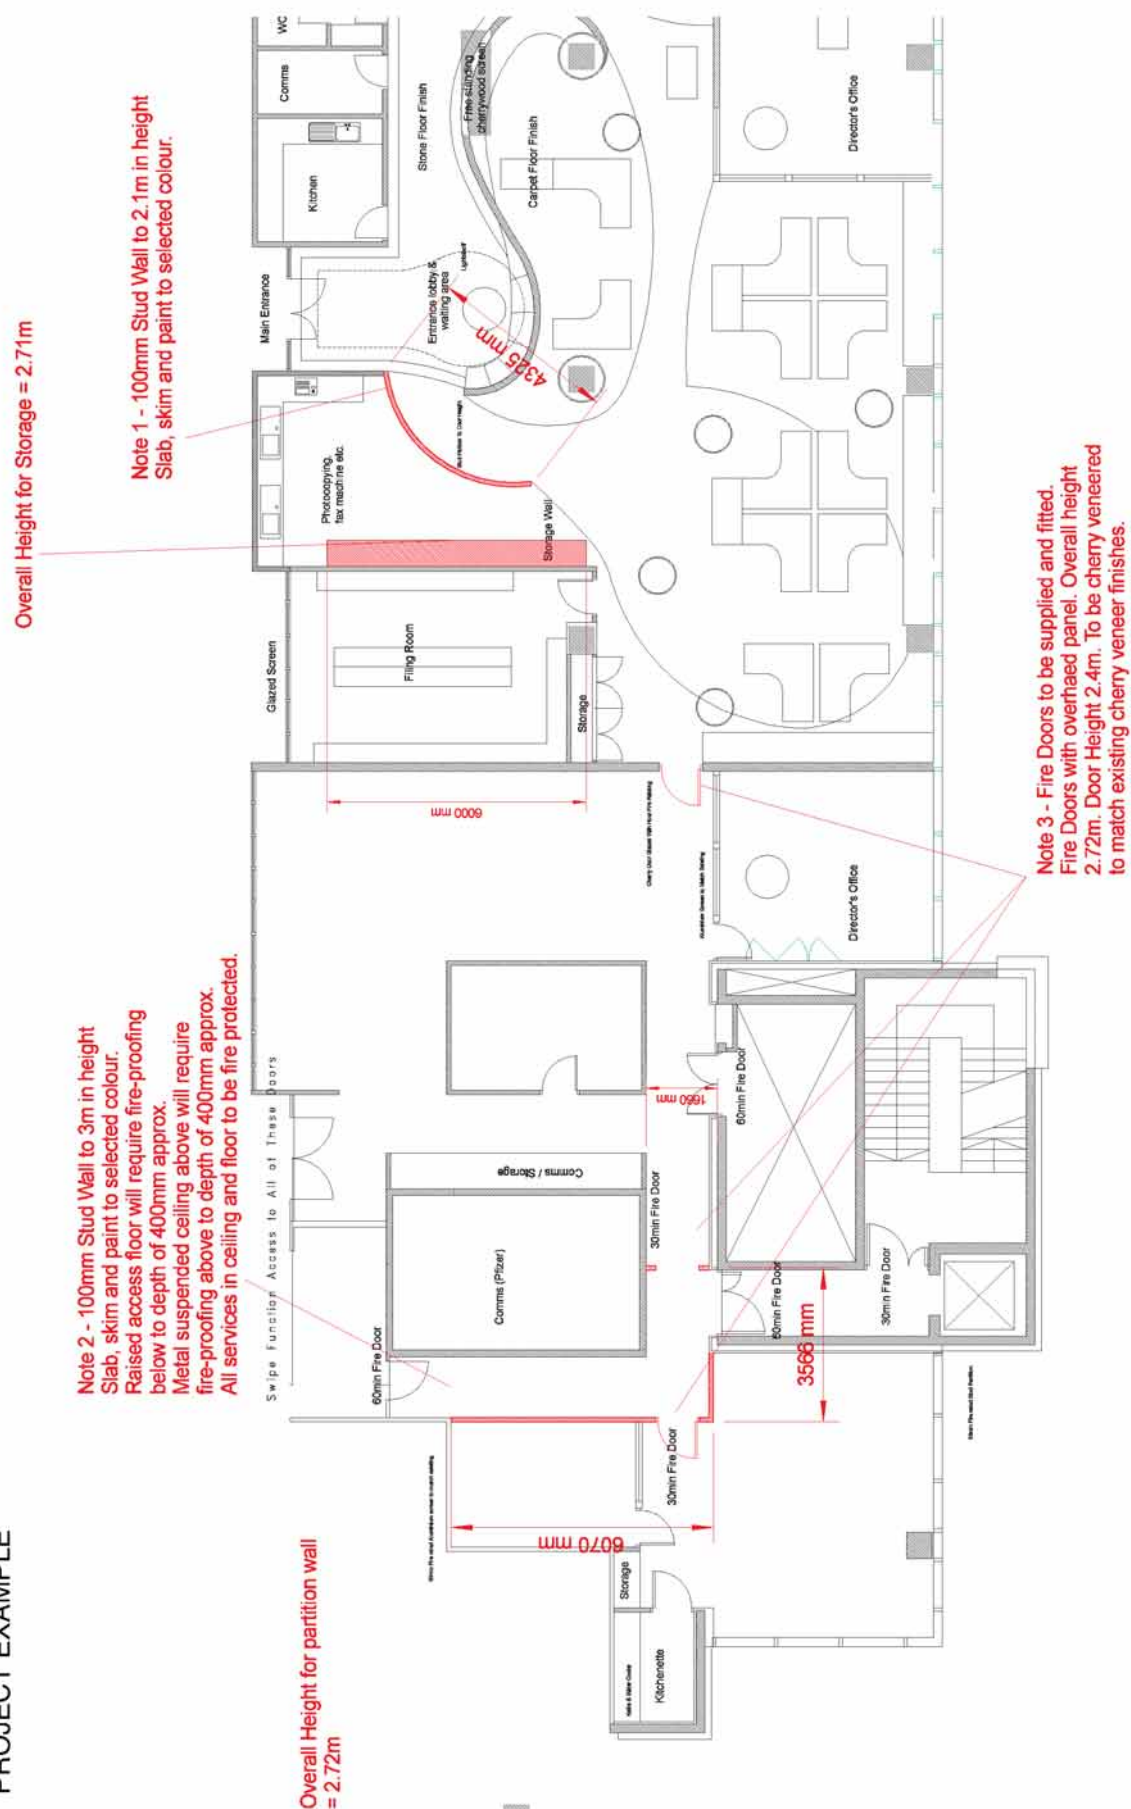 PROJECT EXAMPLE
Overall Height for Storage = 2.71m
Note 1 - 100mm Stud Wall to 2.1m in height
Slab, skim and paint to selected colour.
Note 2 - 100mm Stud Wall to 3m in height
Slab, skim and paint to selected colour.
Raised access floor will require fire-proofing
below to depth of 400mm approx.
Metal suspended ceiling above will require
fire-proofing above to depth of 400mm approx.
All services in ceiling and floor to be fire protected.
Swipe Function Access to All of These Doors
Overall Height for partition wall
= 2.72m
Note 3 - Fire Doors to be supplied and fitted.
Fire Doors with overhaed panel. Overall height
2.72m. Door Height 2.4m. To be cherry veneered
to match existing cherry veneer finishes.
WC
Comms
Kitchen
Main Entrance
Stone Floor Finish
Free standing
cherrywood screen
Carpet Floor Finish
Director's Office
Entrance lobby &
waiting area
4325 mm
Photocopying,
fax machine etc.
Storage Wall
Glazed Screen
Filing Room
Storage
6000 mm
Director's Office
1650 mm
60min Fire Door
Comms / Storage
30min Fire Door
Comms (Pfizer)
60min Fire Door
60min Fire Door
30min Fire Door
3566 mm
30min Fire Door
6070 mm
Storage
Kitchenette